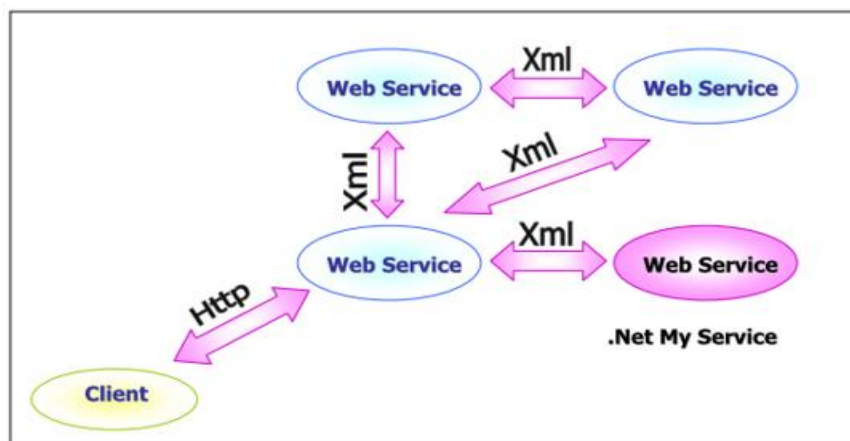 Xml
Web Service
Web Service
Xml
Xml
Web Service
Xml
Web Service
Http
.Net My Service
Client